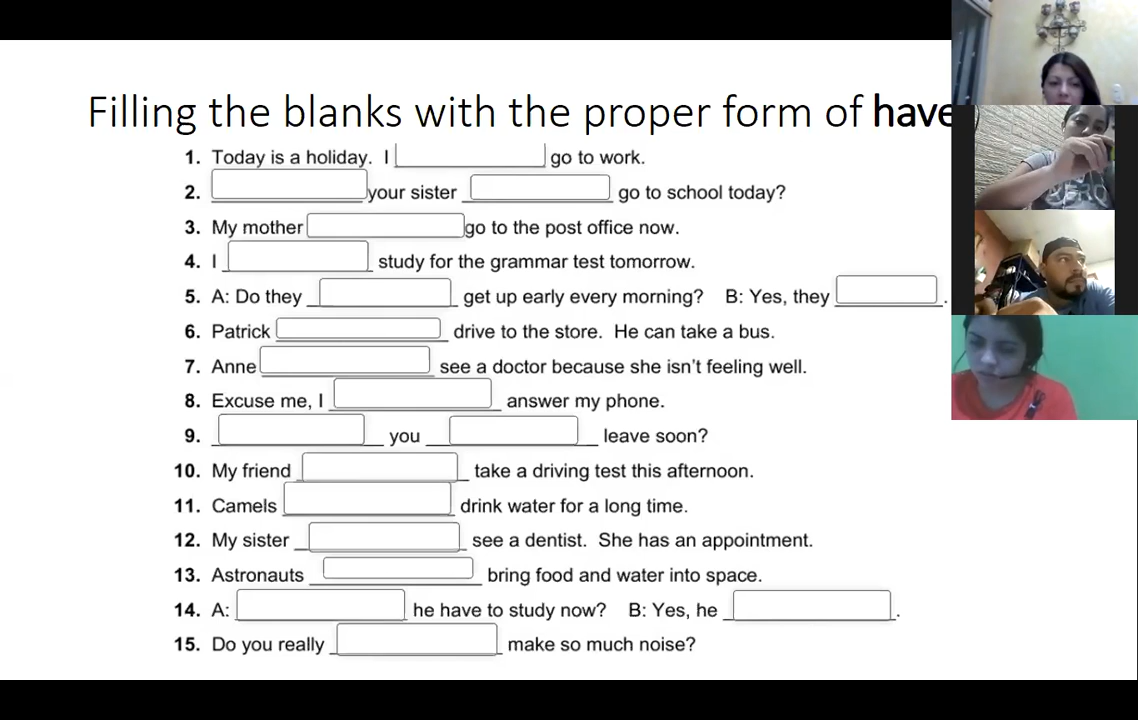 Filling the blanks with the proper form of have
1. Today is a holiday. I go to work.
2. your sister go to school today?
3. My mother go to the post office now.
4. I study for the grammar test tomorrow.
5. A: Do they get up early every morning? B: Yes, they .
6. Patrick drive to the store. He can take a bus.
7. Anne see a doctor because she isn't feeling well.
8. Excuse me, I answer my phone.
9. you leave soon?
10. My friend take a driving test this afternoon.
11. Camels drink water for a long time.
12. My sister see a dentist. She has an appointment.
13. Astronauts bring food and water into space.
14. A: he have to study now? B: Yes, he .
15. Do you really make so much noise?